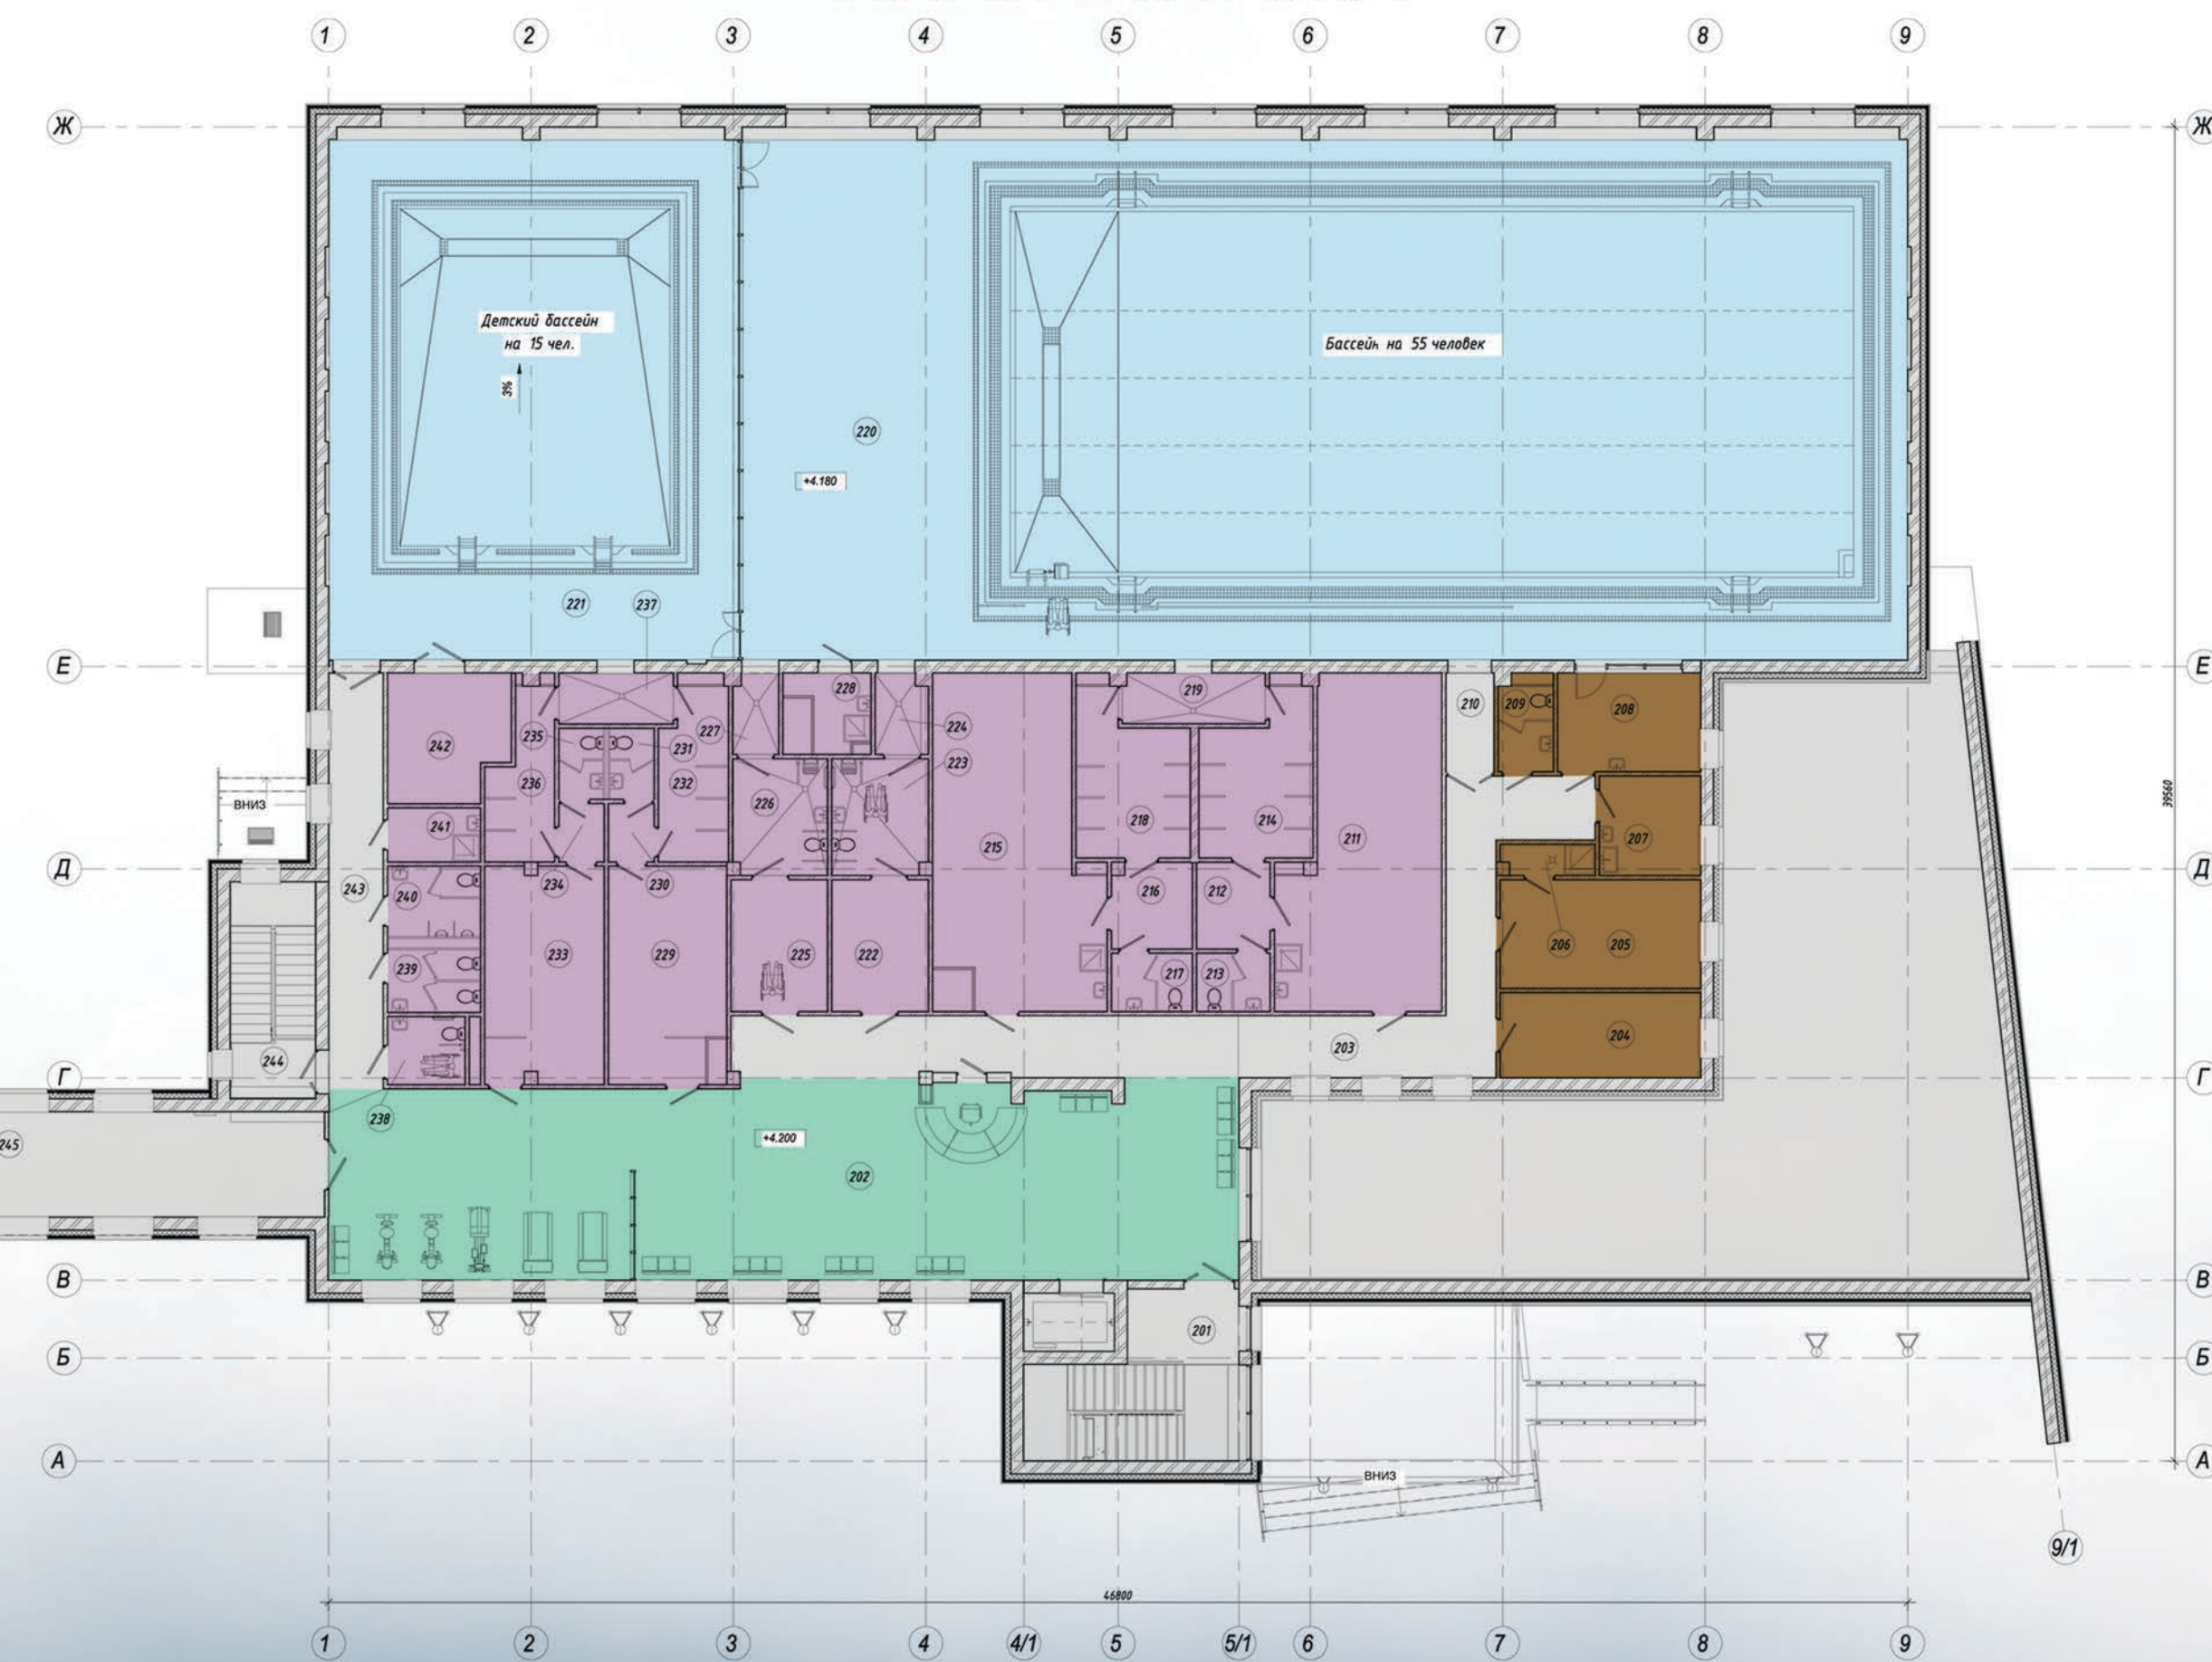 1 2 3 4 5 6 7 8 9
Ж Ж
Детский бассейн
на 15 чел.
3%
Бассейн на 55 человек
220
+4.180
221 237
Е Е
228 219 210 209 208
242 235 231 227 224
223
236 232 226 218 214 207
39560
ВНИЗ
241 215 211
Д Д
243 240 234 230 216 212
239 233 229 225 222 217 213 206 205
244 203 204
Г Г
238
245 +4.200
202
В В
201
Б Б
А А
ВНИЗ
9/1
46800
1 2 3 4 4/1 5 5/1 6 7 8 9